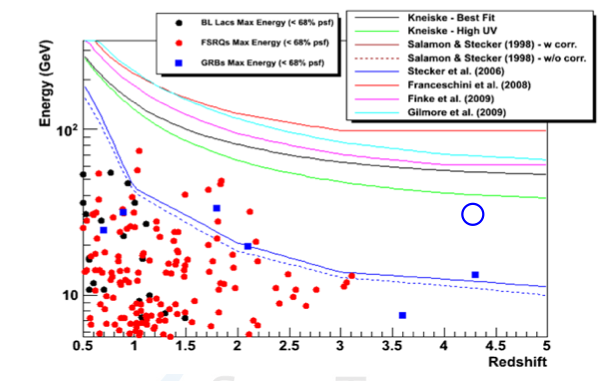 BL Lacs Max Energy (< 68% psf)
FSRQs Max Energy (< 68% psf)
GRBs Max Energy (< 68% psf)
Kneiske - Best Fit
Kneiske - High UV
Salamon & Stecker (1998) - w corr.
Salamon & Stecker (1998) - w/o corr.
Stecker et al. (2006)
Franceschini et al. (2008)
Finke et al. (2009)
Gilmore et al. (2009)
Energy (GeV)
10²
10
0.5 1 1.5 2 2.5 3 3.5 4 4.5 5
Redshift